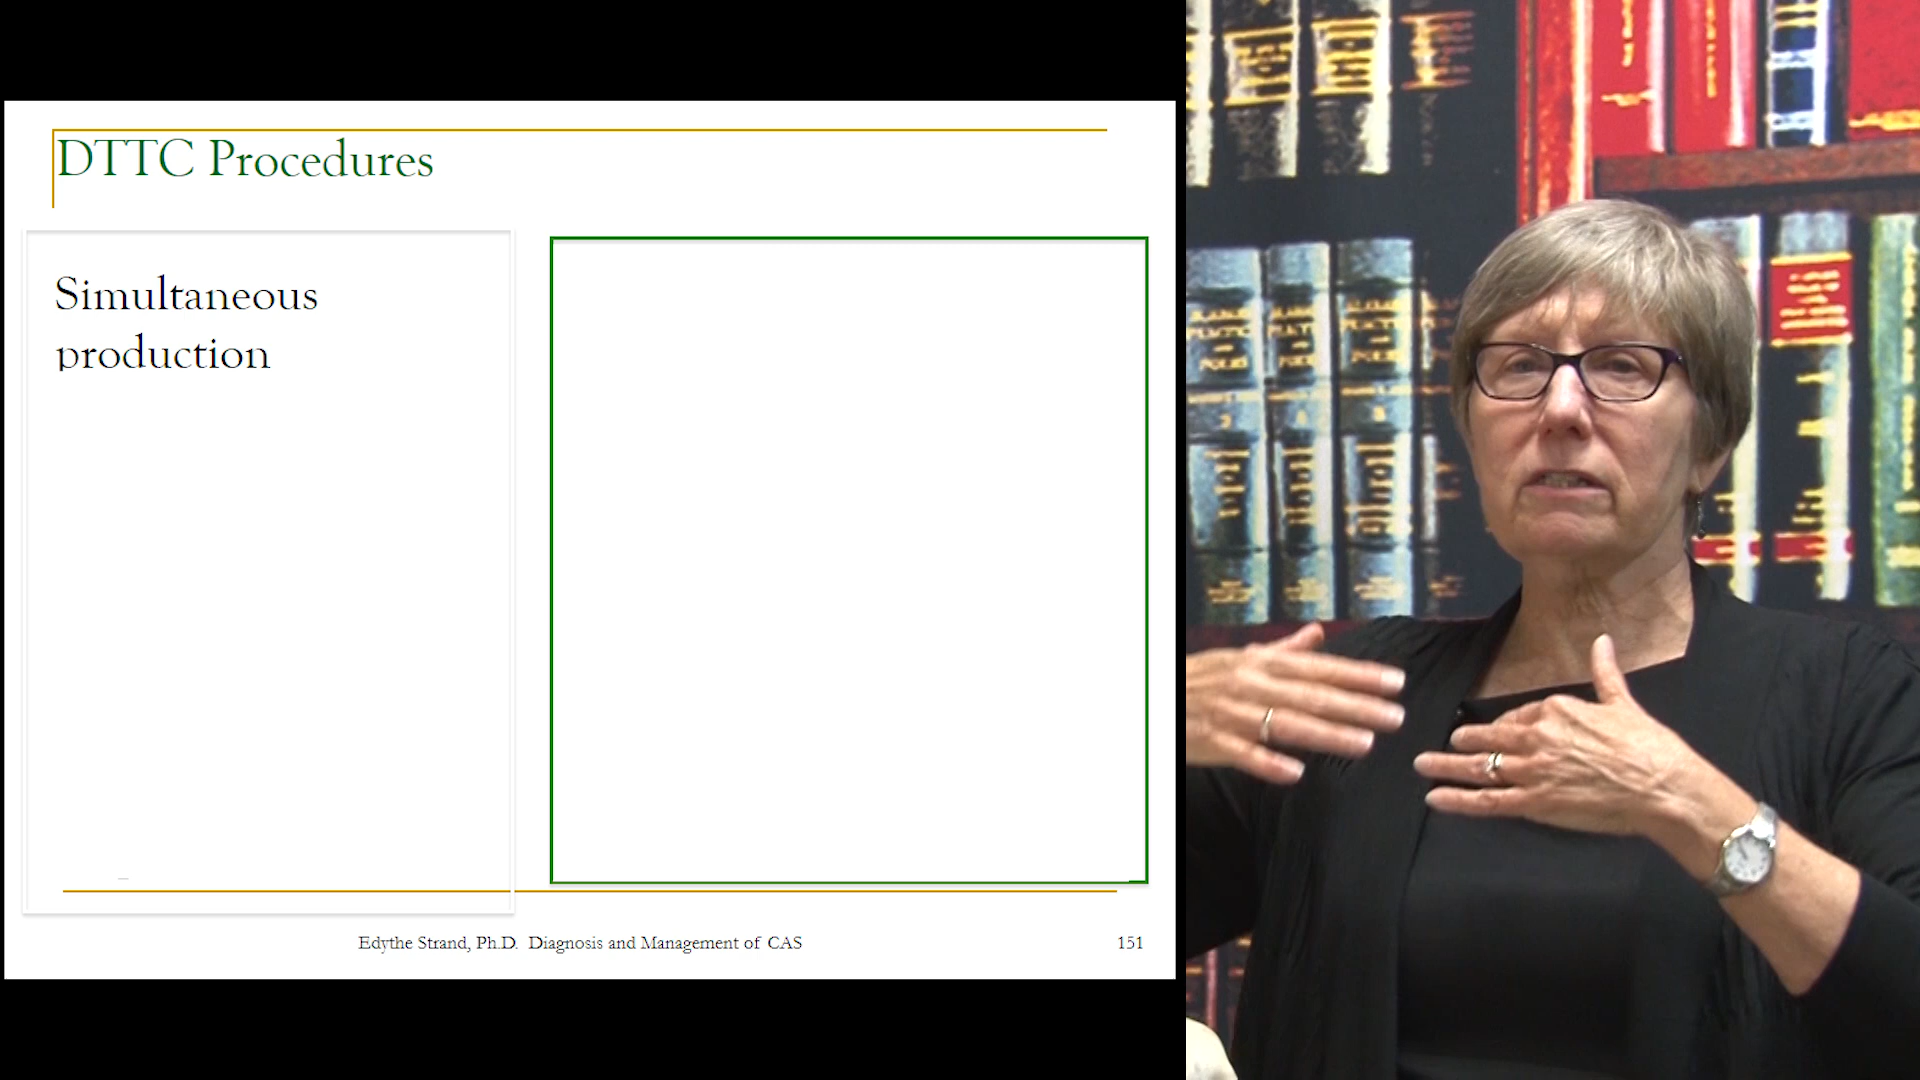 DTTC Procedures
Simultaneous
production
Edythe Strand, Ph.D. Diagnosis and Management of CAS
151